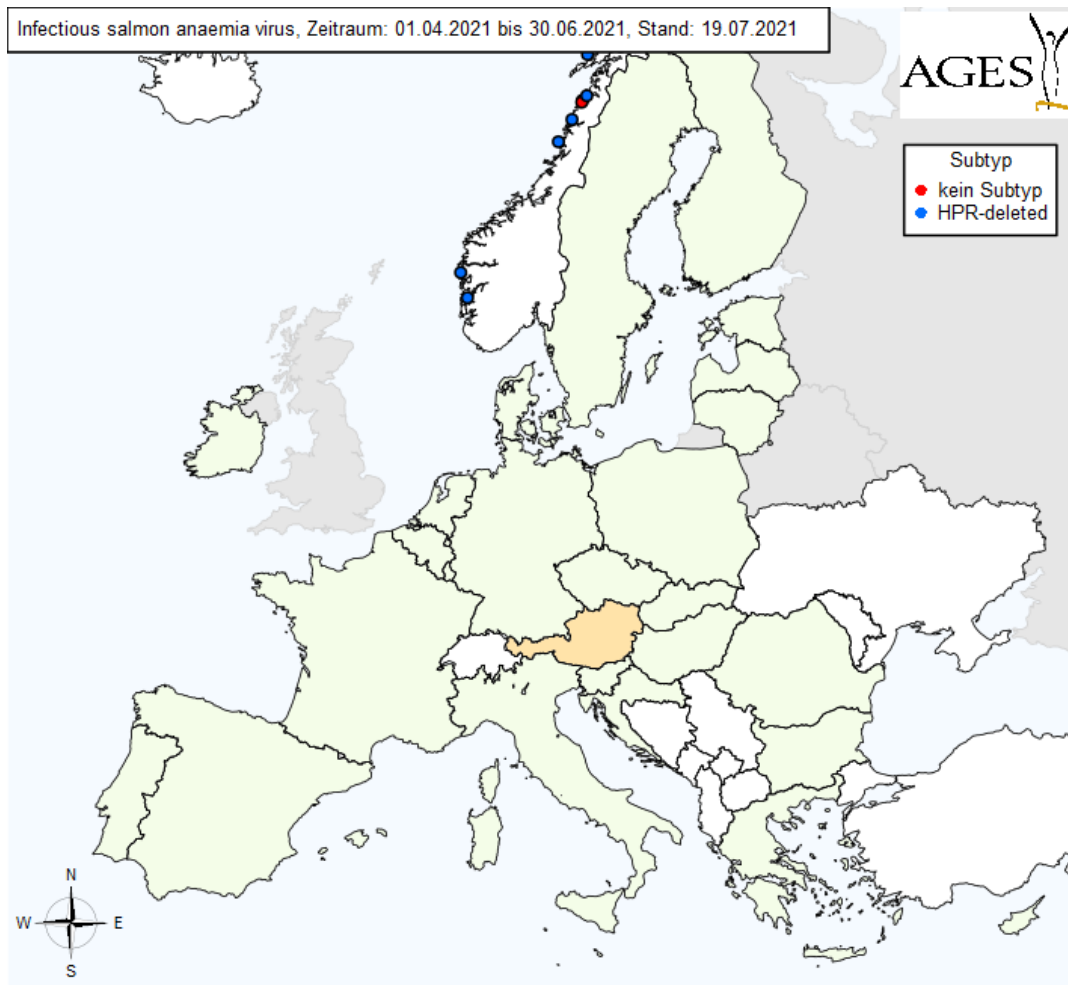 Infectious salmon anaemia virus, Zeitraum: 01.04.2021 bis 30.06.2021, Stand: 19.07.2021
AGES
Subtyp
kein Subtyp
HPR-deleted
N
W E
S